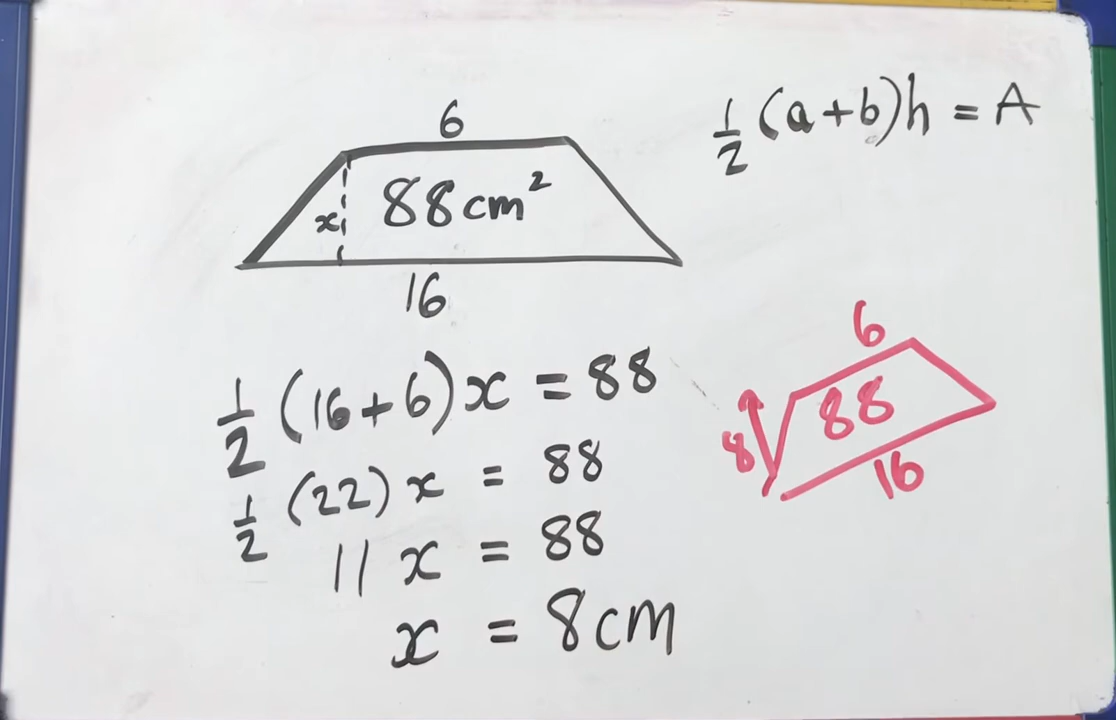 6
½(a+b)h = A
x 88cm²
16
½(16+6)x = 88
½(22)x = 88
11x = 88
x = 8cm
6
88
8
16